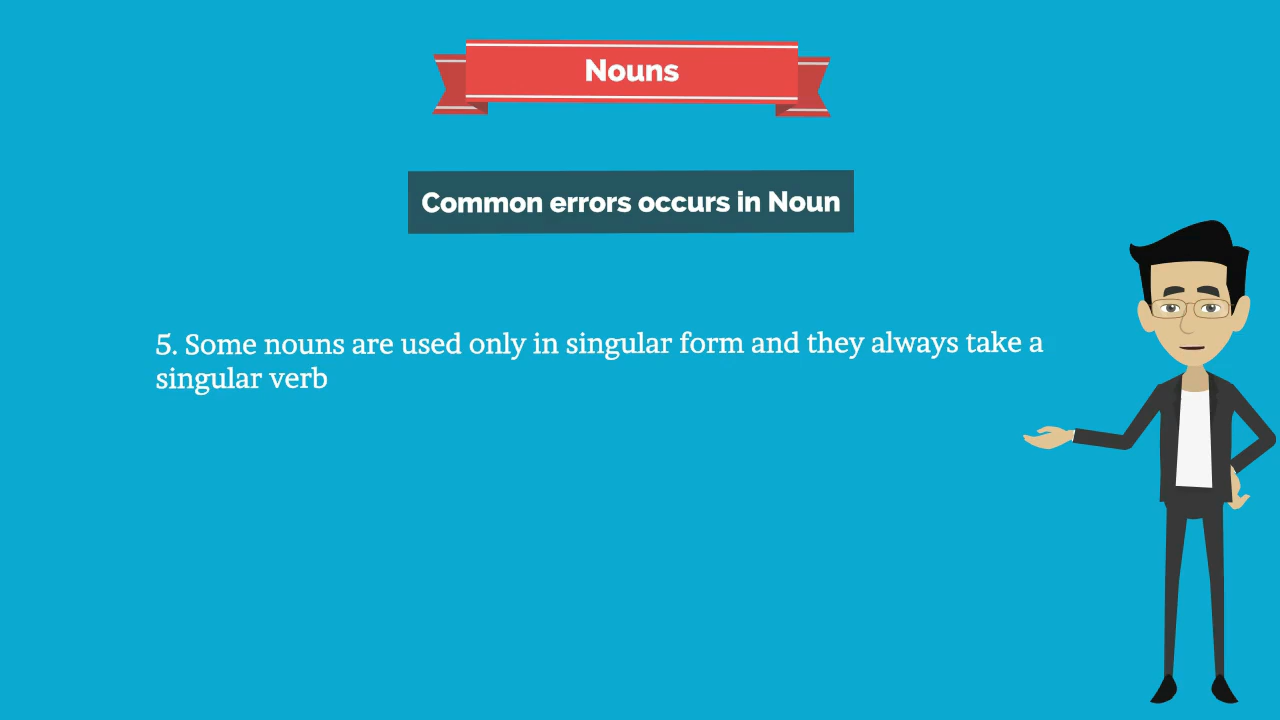 Nouns
Common errors occurs in Noun
5. Some nouns are used only in singular form and they always take a
singular verb